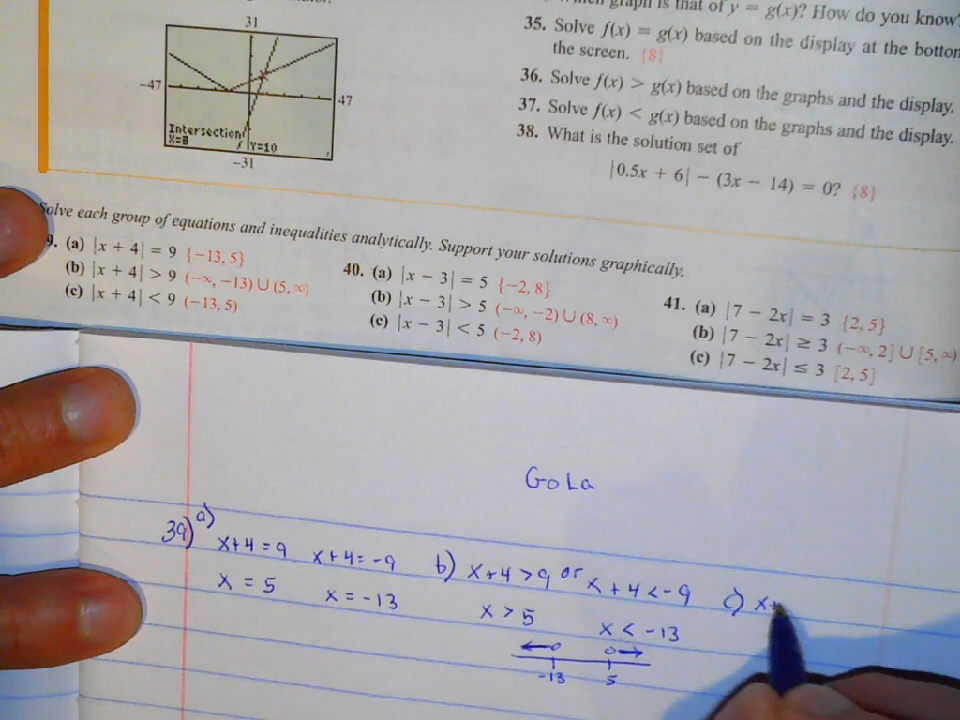 31
-47
47
Intersection
X=8 Y=10
-31
graph is that of y = g(x)? How do you know?
35. Solve f(x) = g(x) based on the display at the bottom
the screen. {8}
36. Solve f(x) > g(x) based on the graphs and the display.
37. Solve f(x) < g(x) based on the graphs and the display.
38. What is the solution set of
|0.5x + 6| − (3x − 14) = 0? {8}
Solve each group of equations and inequalities analytically. Support your solutions graphically.
9. (a) |x + 4| = 9 {−13, 5}
(b) |x + 4| > 9 (−∞, −13) ∪ (5, ∞)
(c) |x + 4| < 9 (−13, 5)
40. (a) |x − 3| = 5 {−2, 8}
(b) |x − 3| > 5 (−∞, −2) ∪ (8, ∞)
(c) |x − 3| < 5 (−2, 8)
41. (a) |7 − 2x| = 3 {2, 5}
(b) |7 − 2x| ≥ 3 (−∞, 2] ∪ [5, ∞)
(c) |7 − 2x| ≤ 3 [2, 5]
GoLa
39) a) x+4=9 x+4=-9 b) x+4>9 or x+4<-9 c) x+
x = 5 x = -13 x > 5 x < -13
-13 5